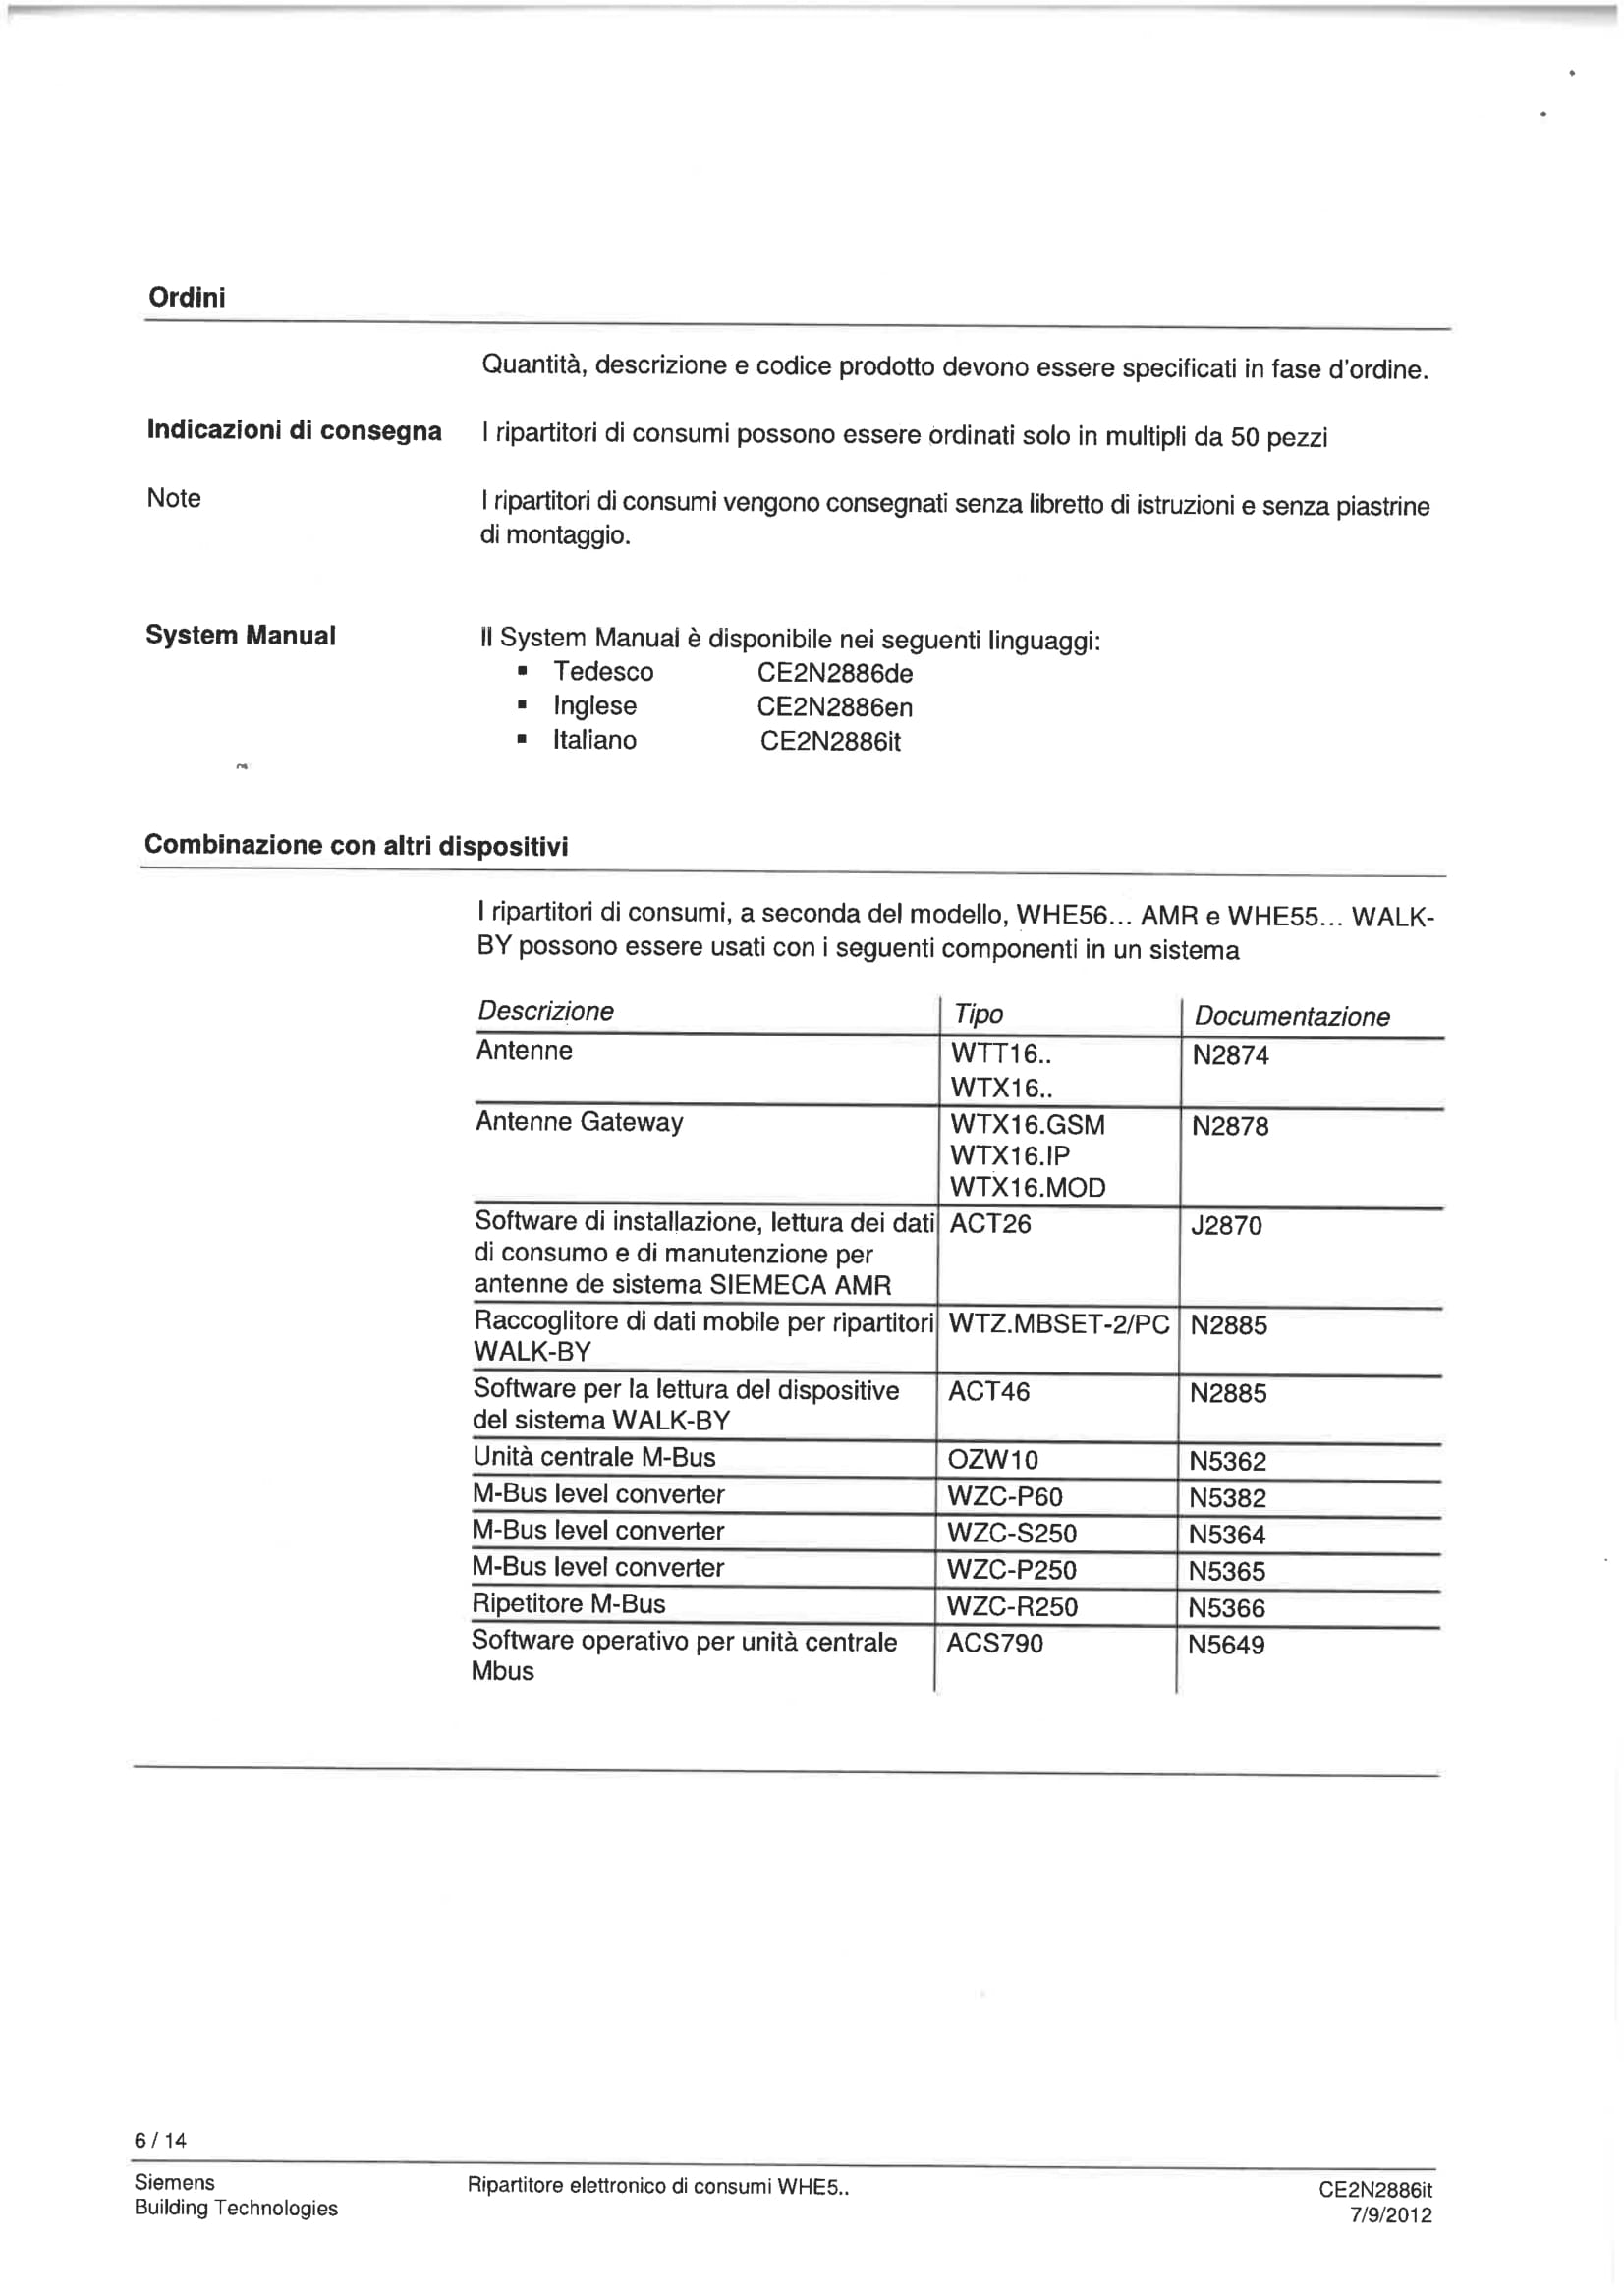 Ordini
Quantità, descrizione e codice prodotto devono essere specificati in fase d'ordine.
Indicazioni di consegna I ripartitori di consumi possono essere ordinati solo in multipli da 50 pezzi
Note I ripartitori di consumi vengono consegnati senza libretto di istruzioni e senza piastrine
di montaggio.
System Manual Il System Manual è disponibile nei seguenti linguaggi:
▪ Tedesco CE2N2886de
▪ Inglese CE2N2886en
▪ Italiano CE2N2886it
Combinazione con altri dispositivi
I ripartitori di consumi, a seconda del modello, WHE56... AMR e WHE55... WALK-
BY possono essere usati con i seguenti componenti in un sistema
Descrizione Tipo Documentazione
Antenne WTT16.. N2874
WTX16..
Antenne Gateway WTX16.GSM N2878
WTX16.IP
WTX16.MOD
Software di installazione, lettura dei dati ACT26 J2870
di consumo e di manutenzione per
antenne de sistema SIEMECA AMR
Raccoglitore di dati mobile per ripartitori WTZ.MBSET-2/PC N2885
WALK-BY
Software per la lettura del dispositive ACT46 N2885
del sistema WALK-BY
Unità centrale M-Bus OZW10 N5362
M-Bus level converter WZC-P60 N5382
M-Bus level converter WZC-S250 N5364
M-Bus level converter WZC-P250 N5365
Ripetitore M-Bus WZC-R250 N5366
Software operativo per unità centrale ACS790 N5649
Mbus
6 / 14
Siemens Ripartitore elettronico di consumi WHE5.. CE2N2886it
Building Technologies 7/9/2012